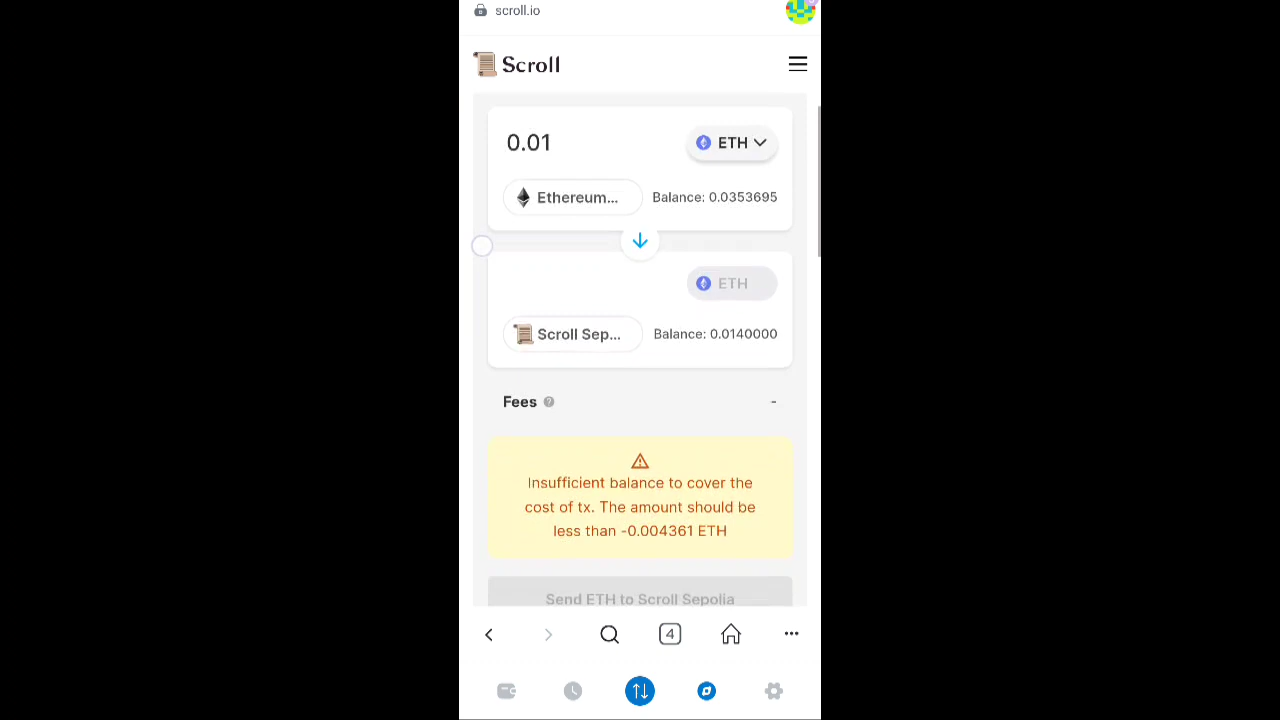 scroll.io
Scroll
0.01
ETH
Ethereum...
Balance: 0.0353695
ETH
Scroll Sep...
Balance: 0.0140000
Fees ?
-
Insufficient balance to cover the
cost of tx. The amount should be
less than -0.004361 ETH
Send ETH to Scroll Sepolia
4